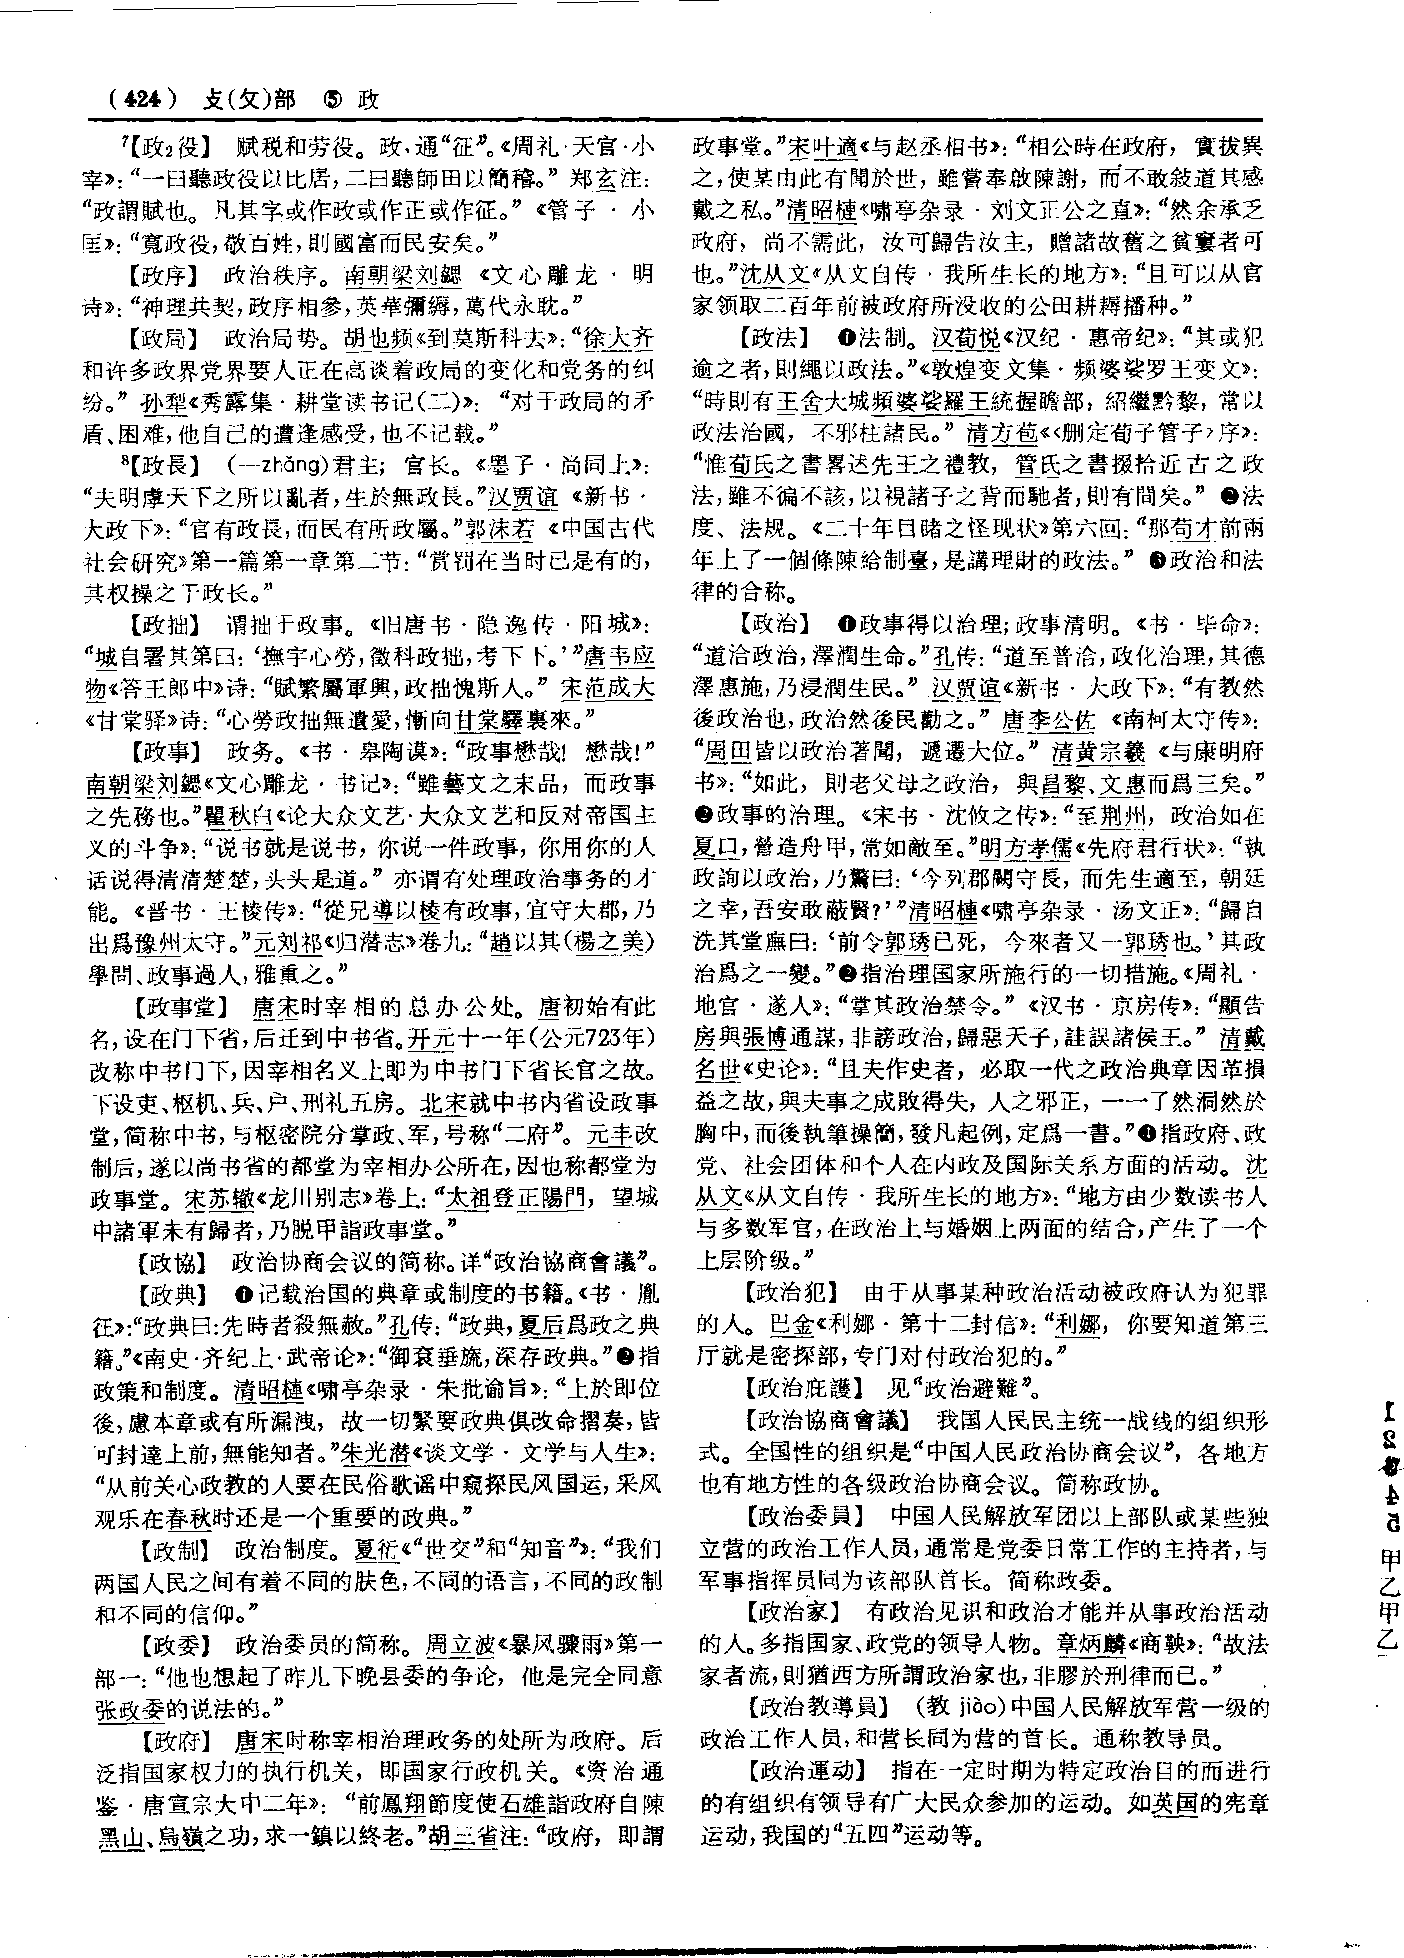 (424) 攴(攵)部 ⑤ 政
⁷【政₂役】 赋税和劳役。政,通“征”。《周礼·天官·小
宰》:“一曰聽政役以比居,二曰聽師田以簡稽。” 郑玄注:
“政謂賦也。凡其字或作政或作正或作征。” 《管子·小
匡》:“寬政役,敬百姓,則國富而民安矣。”
【政序】 政治秩序。南朝梁刘勰《文心雕龙·明
诗》:“神理共契,政序相參,英華彌縟,萬代永耽。”
【政局】 政治局势。胡也频《到莫斯科去》:“徐大齐
和许多政界党界要人正在高谈着政局的变化和党务的纠
纷。” 孙犁《秀露集·耕堂读书记(二)》: “对于政局的矛
盾、困难,他自己的遭逢感受,也不记载。”
⁸【政長】 (—zhǎng)君主; 官长。《墨子·尚同上》:
“夫明虖天下之所以亂者,生於無政長。”汉贾谊《新书·
大政下》:“官有政長,而民有所政屬。”郭沫若《中国古代
社会研究》第一篇第一章第二节:“赏罚在当时已是有的,
其权操之于政长。”
【政拙】 谓拙于政事。《旧唐书·隐逸传·阳城》:
“城自署其第曰: ‘撫字心勞,徵科政拙,考下下。’”唐韦应
物《答王郎中》诗:“賦繁屬軍興,政拙愧斯人。” 宋范成大
《甘棠驿》诗:“心勞政拙無遺愛,慚向甘棠驛裏來。”
【政事】 政务。《书·皋陶谟》:“政事懋哉! 懋哉!”
南朝梁刘勰《文心雕龙·书记》:“雖藝文之末品, 而政事
之先務也。”瞿秋白《论大众文艺·大众文艺和反对帝国主
义的斗争》:“说书就是说书, 你说一件政事, 你用你的人
话说得清清楚楚,头头是道。” 亦谓有处理政治事务的才
能。《晋书·王棱传》:“從兄導以棱有政事,宜守大郡,乃
出爲豫州太守。”元刘祁《归潜志》卷九:“趙以其(楊之美)
學問、政事過人,雅重之。”
【政事堂】 唐宋时宰相的总办公处。唐初始有此
名,设在门下省,后迁到中书省。开元十一年(公元723年)
改称中书门下,因宰相名义上即为中书门下省长官之故。
下设吏、枢机、兵、户、刑礼五房。北宋就中书内省设政事
堂,简称中书,与枢密院分掌政、军,号称“二府”。元丰改
制后,遂以尚书省的都堂为宰相办公所在,因也称都堂为
政事堂。宋苏辙《龙川别志》卷上:“太祖登正陽門, 望城
中諸軍未有歸者,乃脱甲詣政事堂。”
【政協】 政治协商会议的简称。详“政治協商會議”。
【政典】 ❶记载治国的典章或制度的书籍。《书·胤
征》:“政典曰:先時者殺無赦。”孔传:“政典,夏后爲政之典
籍。”《南史·齐纪上·武帝论》:“御袞垂旒,深存政典。”❷指
政策和制度。清昭槤《啸亭杂录·朱批谕旨》:“上於即位
後,慮本章或有所漏洩, 故一切緊要政典俱改命摺奏,皆
可封達上前,無能知者。”朱光潜《谈文学·文学与人生》:
“从前关心政教的人要在民俗歌谣中窥探民风国运,采风
观乐在春秋时还是一个重要的政典。”
【政制】 政治制度。夏衍《“世交”和“知音”》:“我们
两国人民之间有着不同的肤色,不同的语言,不同的政制
和不同的信仰。”
【政委】 政治委员的简称。周立波《暴风骤雨》第一
部一:“他也想起了昨儿下晚县委的争论, 他是完全同意
张政委的说法的。”
【政府】 唐宋时称宰相治理政务的处所为政府。后
泛指国家权力的执行机关, 即国家行政机关。《资治通
鉴·唐宣宗大中二年》: “前鳳翔節度使石雄詣政府自陳
黑山、烏嶺之功,求一鎮以終老。”胡三省注:“政府, 即謂
政事堂。”宋叶適《与赵丞相书》:“相公時在政府, 實拔異
之,使某由此有聞於世,雖嘗奉啟陳謝,而不敢敍道其感
戴之私。”清昭槤《啸亭杂录·刘文正公之直》:“然余承乏
政府, 尚不需此, 汝可歸告汝主, 贈諸故舊之貧窶者可
也。”沈从文《从文自传·我所生长的地方》:“且可以从官
家领取二百年前被政府所没收的公田耕耨播种。”
【政法】 ❶法制。汉荀悦《汉纪·惠帝纪》:“其或犯
逾之者,則繩以政法。”《敦煌变文集·频婆娑罗王变文》:
“時則有王舍大城頻婆娑羅王統握瞻部,紹繼黔黎,常以
政法治國, 不邪枉諸民。” 清方苞《〈删定荀子管子〉序》:
“惟荀氏之書畧述先王之禮教, 管氏之書掇拾近古之政
法,雖不徧不該,以視諸子之背而馳者,則有間矣。” ❷法
度、法规。《二十年目睹之怪现状》第六回:“那苟才前兩
年上了一個條陳給制臺,是講理財的政法。” ❸政治和法
律的合称。
【政治】 ❶政事得以治理;政事清明。《书·毕命》:
“道洽政治,澤潤生命。”孔传:“道至普洽,政化治理,其德
澤惠施,乃浸潤生民。” 汉贾谊《新书·大政下》:“有教然
後政治也,政治然後民勸之。” 唐李公佐《南柯太守传》:
“周田皆以政治著聞, 遞遷大位。” 清黄宗羲《与康明府
书》:“如此, 則老父母之政治, 與昌黎、文惠而爲三矣。”
❷政事的治理。《宋书·沈攸之传》:“至荆州, 政治如在
夏口,營造舟甲,常如敵至。”明方孝儒《先府君行状》:“執
政詢以政治,乃驚曰: ‘今列郡闕守長, 而先生適至, 朝廷
之幸,吾安敢蔽賢?’”清昭槤《啸亭杂录·汤文正》:“歸自
洗其堂廡曰: ‘前令郭琇已死, 今來者又一郭琇也。’其政
治爲之一變。”❷指治理国家所施行的一切措施。《周礼·
地官·遂人》:“掌其政治禁令。” 《汉书·京房传》:“顯告
房與張博通謀,非謗政治,歸惡天子,詿誤諸侯王。” 清戴
名世《史论》:“且夫作史者, 必取一代之政治典章因革損
益之故,與夫事之成敗得失, 人之邪正, 一一了然洞然於
胸中,而後執筆操簡,發凡起例,定爲一書。”❹指政府、政
党、社会团体和个人在内政及国际关系方面的活动。沈
从文《从文自传·我所生长的地方》:“地方由少数读书人
与多数军官,在政治上与婚姻上两面的结合,产生了一个
上层阶级。”
【政治犯】 由于从事某种政治活动被政府认为犯罪
的人。巴金《利娜·第十二封信》:“利娜, 你要知道第三
厅就是密探部,专门对付政治犯的。”
【政治庇護】 见“政治避難”。
【政治協商會議】 我国人民民主统一战线的组织形
式。全国性的组织是“中国人民政治协商会议”, 各地方
也有地方性的各级政治协商会议。简称政协。
【政治委員】 中国人民解放军团以上部队或某些独
立营的政治工作人员,通常是党委日常工作的主持者,与
军事指挥员同为该部队首长。简称政委。
【政治家】 有政治见识和政治才能并从事政治活动
的人。多指国家、政党的领导人物。章炳麟《商鞅》:“故法
家者流,則猶西方所謂政治家也,非膠於刑律而已。”
【政治教導員】 (教 jiào)中国人民解放军营一级的
政治工作人员,和营长同为营的首长。通称教导员。
【政治運動】 指在一定时期为特定政治目的而进行
的有组织有领导有广大民众参加的运动。如英国的宪章
运动,我国的“五四”运动等。
1
2
3
4
5
甲
乙
甲
乙